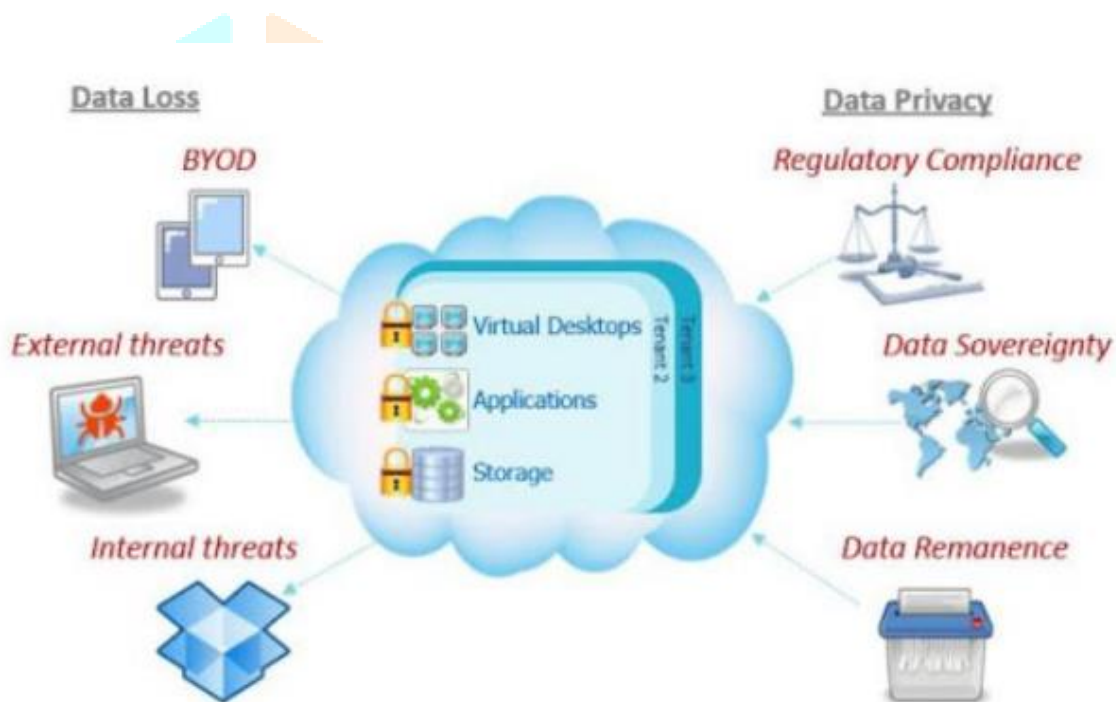 Data Loss
Data Privacy
BYOD
Regulatory Compliance
Virtual Desktops
Tenant 2
Tenant 3
External threats
Data Sovereignty
Applications
Storage
Internal threats
Data Remanence